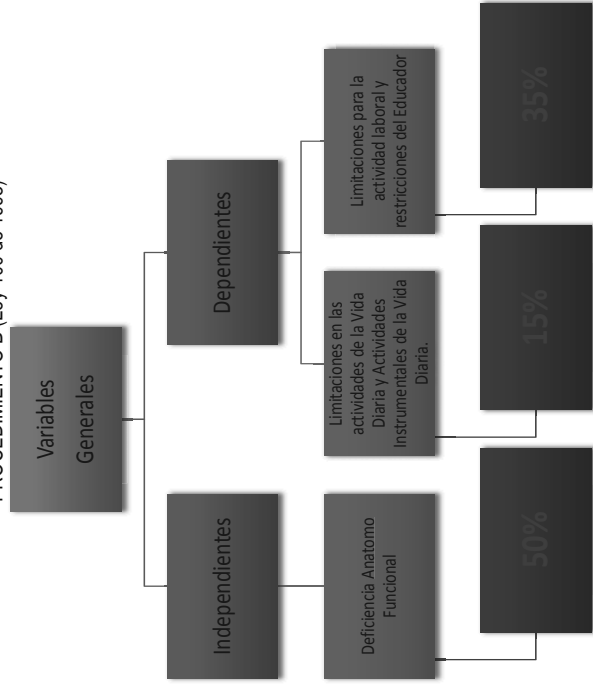 Variables
Generales
Independientes
Dependientes
Deficiencia Anatomo
Funcional
Limitaciones en las
actividades de la Vida
Diaria y Actividades
Instrumentales de la Vida
Diaria.
Limitaciones para la
actividad laboral y
restricciones del Educador
50%
15%
35%